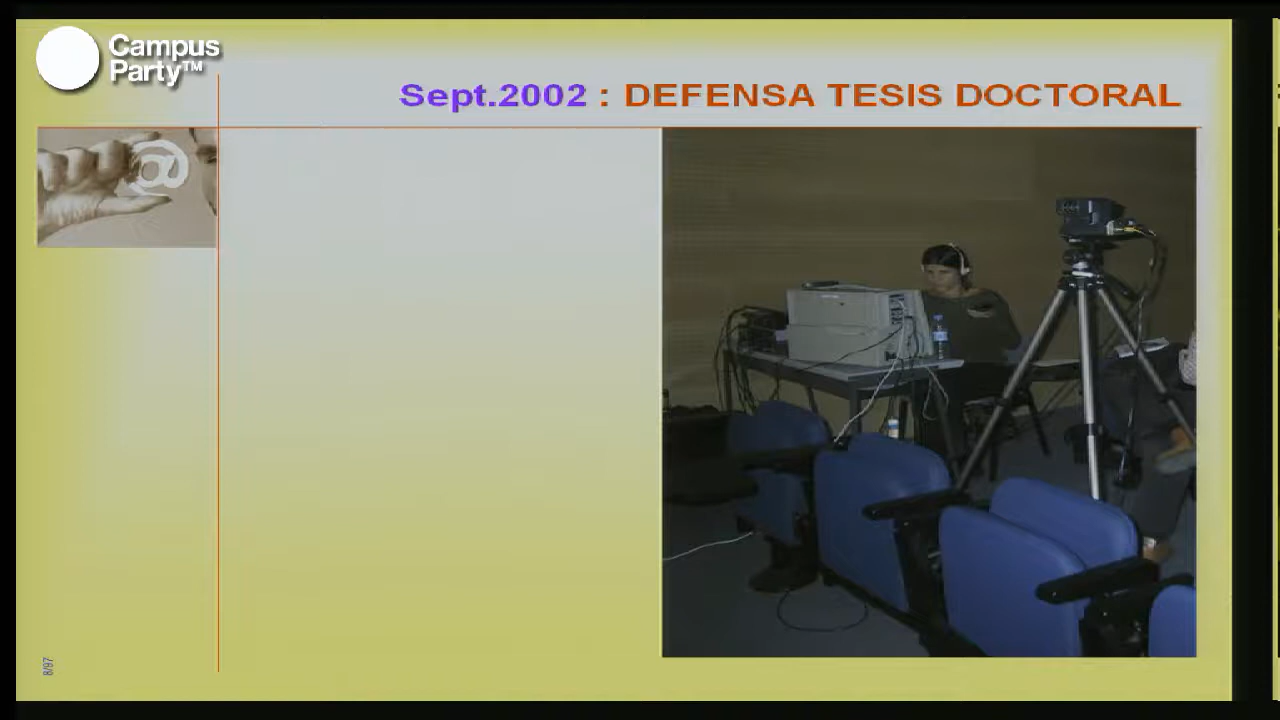 Campus
Party™
Sept.2002 : DEFENSA TESIS DOCTORAL
@
8/97